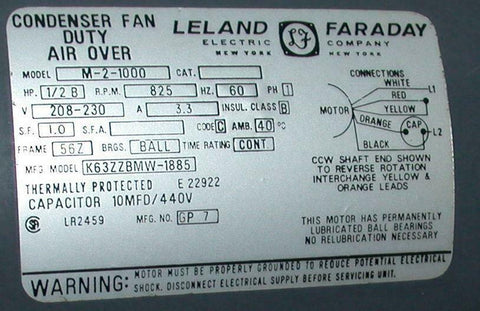 CONDENSER FAN
DUTY
AIR OVER
LELAND LF FARADAY
ELECTRIC COMPANY
NEW YORK NEW YORK
MODEL M-2-1000 CAT.
HP. 1/2 B R.P.M. 825 HZ. 60 PH 1
V 208-230 A 3.3 INSUL. CLASS B
S.F. 1.0 S.F.A. CODE C AMB. 40 °C
FRAME 56Z BRGS. BALL TIME RATING CONT
MFG. MODEL K63ZZBMW-1885
THERMALLY PROTECTED E 22922
CAPACITOR 10MFD/440V
LR2459 MFG. NO. GP 7
CONNECTIONS
WHITE L1
RED
YELLOW
MOTOR ORANGE CAP L2
BLACK
CCW SHAFT END SHOWN
TO REVERSE ROTATION
INTERCHANGE YELLOW &
ORANGE LEADS
THIS MOTOR HAS PERMANENTLY
LUBRICATED BALL BEARINGS
NO RELUBRICATION NECESSARY
WARNING: MOTOR MUST BE PROPERLY GROUNDED TO REDUCE POTENTIAL ELECTRICAL
SHOCK. DISCONNECT ELECTRICAL SUPPLY BEFORE SERVICING UNIT.